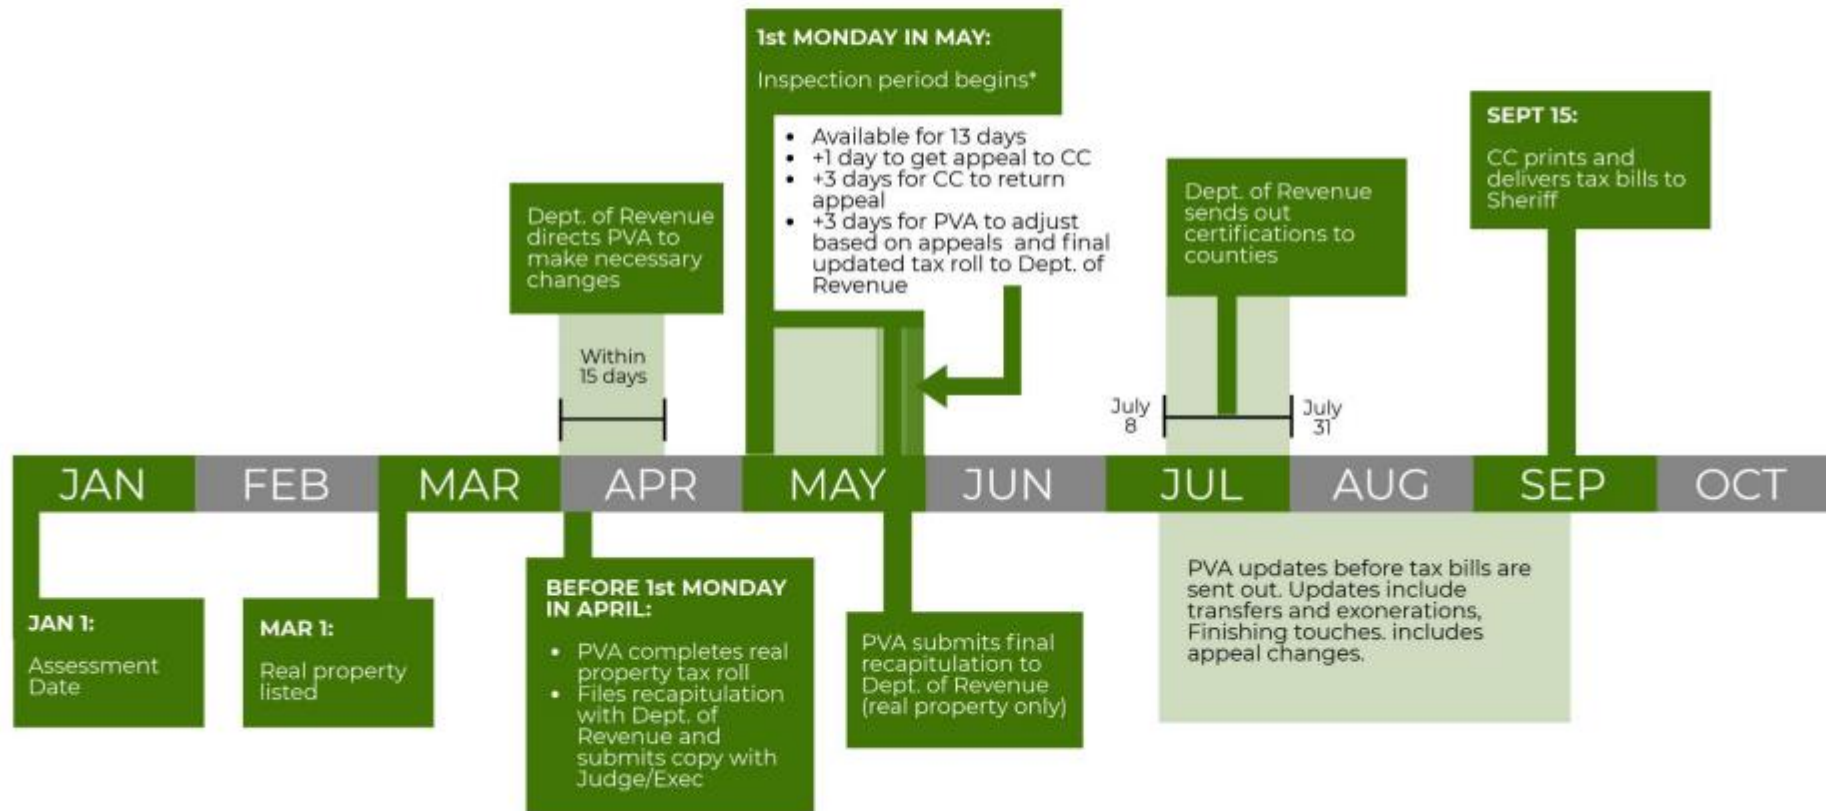 1st MONDAY IN MAY:
Inspection period begins*
• Available for 13 days
• +1 day to get appeal to CC
• +3 days for CC to return
appeal
• +3 days for PVA to adjust
based on appeals and final
updated tax roll to Dept. of
Revenue
Dept. of Revenue
directs PVA to
make necessary
changes
Within
15 days
Dept. of Revenue
sends out
certifications to
counties
July
8
July
31
SEPT 15:
CC prints and
delivers tax bills to
Sheriff
JAN FEB MAR APR MAY JUN JUL AUG SEP OCT
JAN 1:
Assessment
Date
MAR 1:
Real property
listed
BEFORE 1st MONDAY
IN APRIL:
• PVA completes real
property tax roll
• Files recapitulation
with Dept. of
Revenue and
submits copy with
Judge/Exec
PVA submits final
recapitulation to
Dept. of Revenue
(real property only)
PVA updates before tax bills are
sent out. Updates include
transfers and exonerations,
Finishing touches. includes
appeal changes.